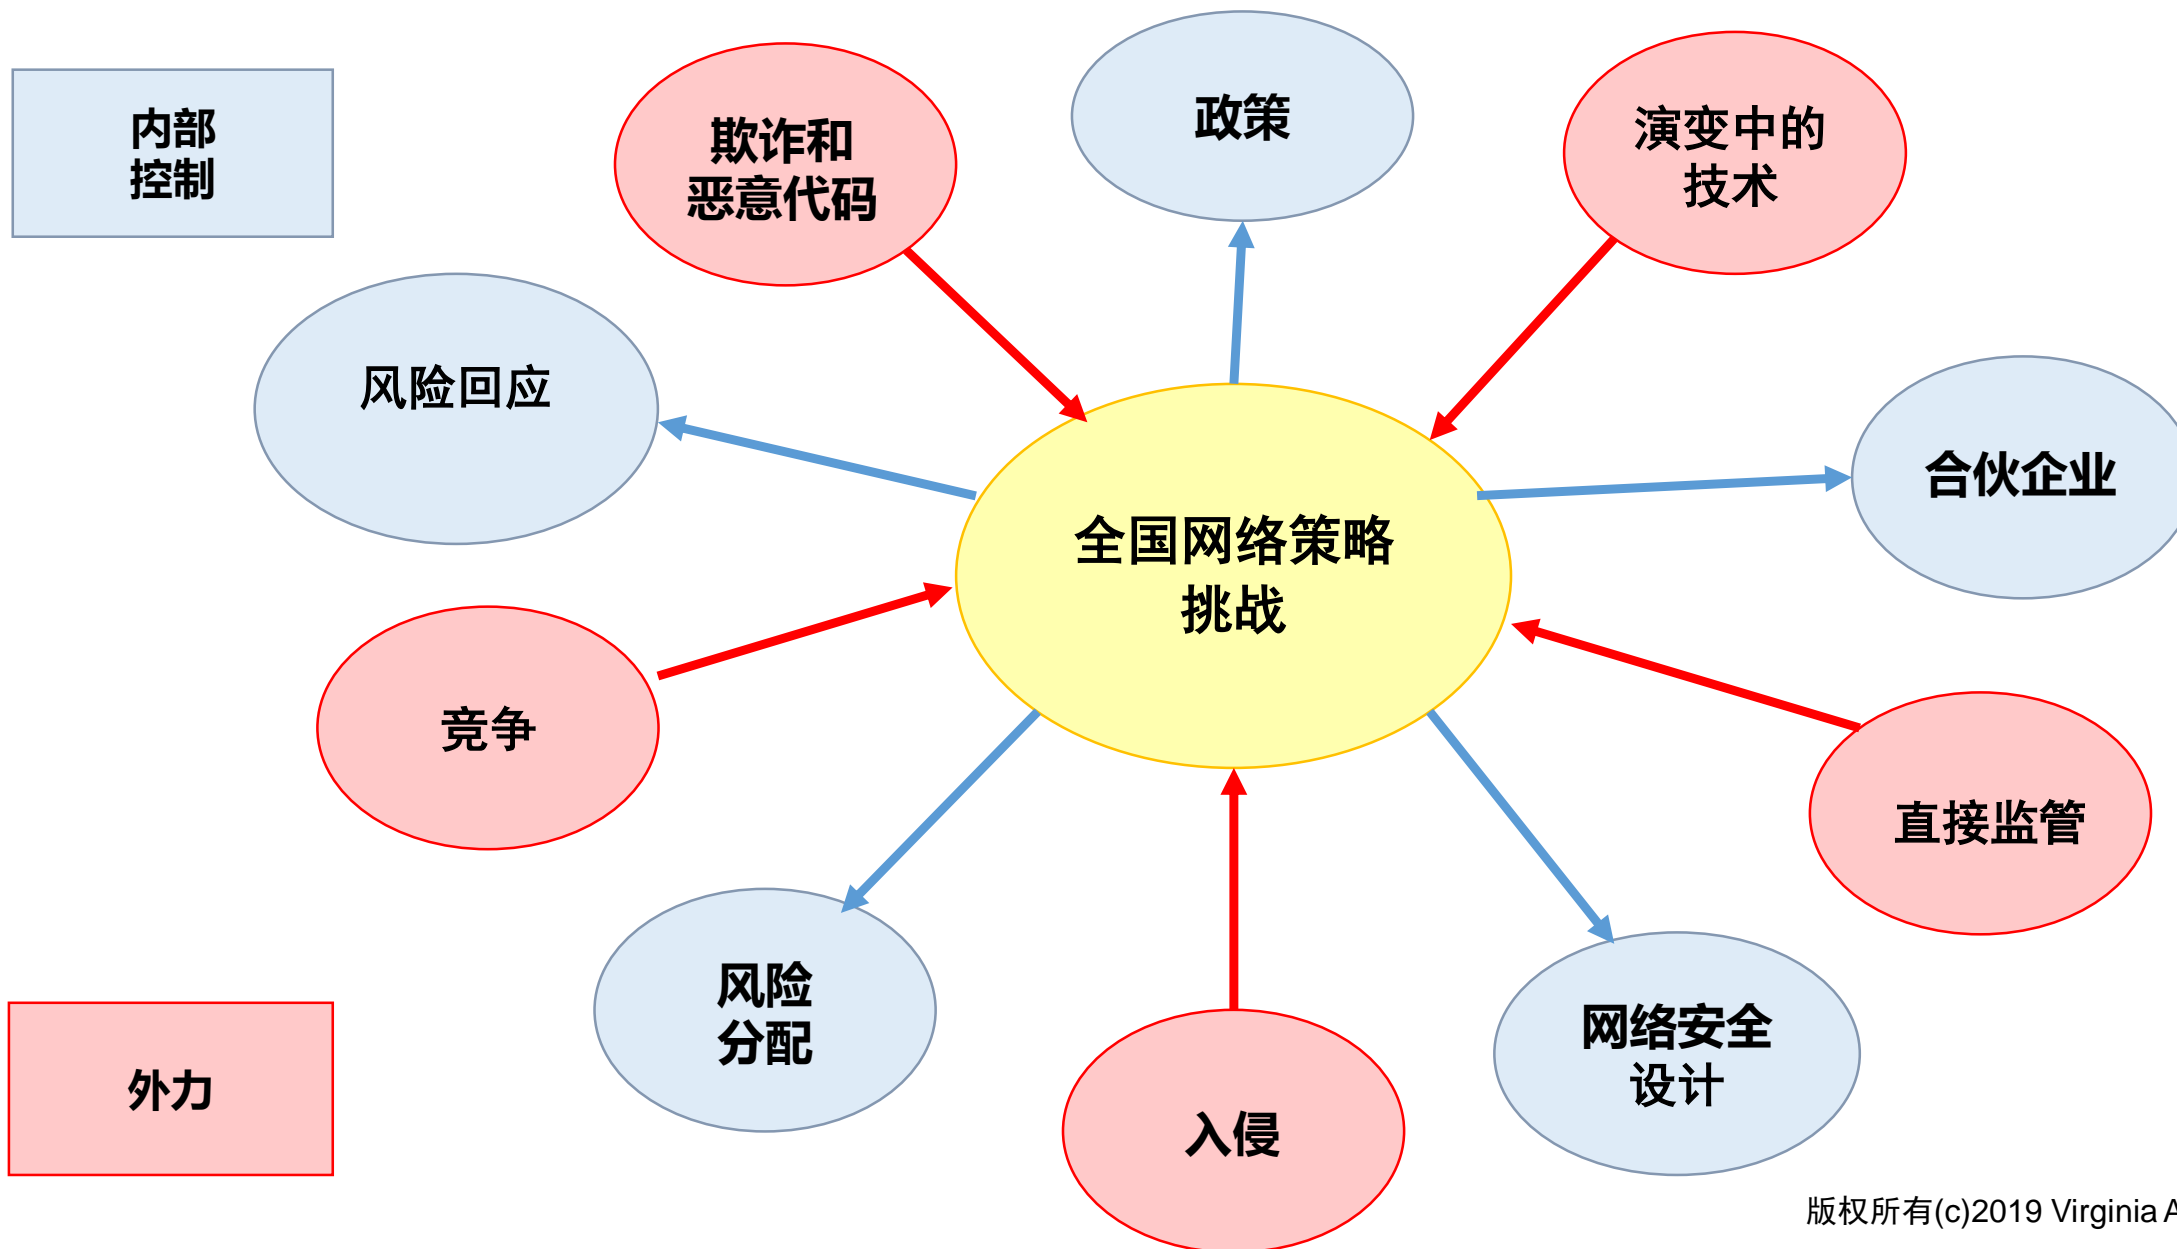 内部
控制
欺诈和
恶意代码
政策
演变中的
技术
风险回应
合伙企业
全国网络策略
挑战
竞争
直接监管
风险
分配
网络安全
设计
外力
入侵
版权所有(c)2019 Virginia A